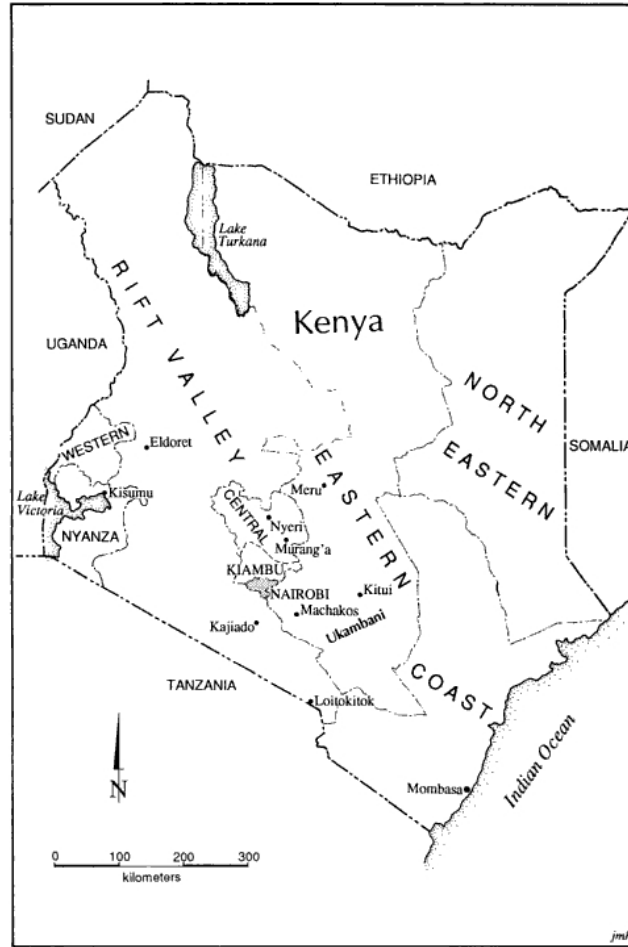 SUDAN
ETHIOPIA
Lake
Turkana
RIFT VALLEY
Kenya
UGANDA
NORTH
EASTERN
SOMALIA
WESTERN
Eldoret
EASTERN
Meru
Lake
Victoria
Kisumu
CENTRAL
Nyeri
NYANZA
Murang'a
KIAMBU
NAIROBI
Kitui
Machakos
Kajiado
Ukambani
TANZANIA
COAST
Loitokitok
Indian Ocean
N
Mombasa
0 100 200 300
kilometers